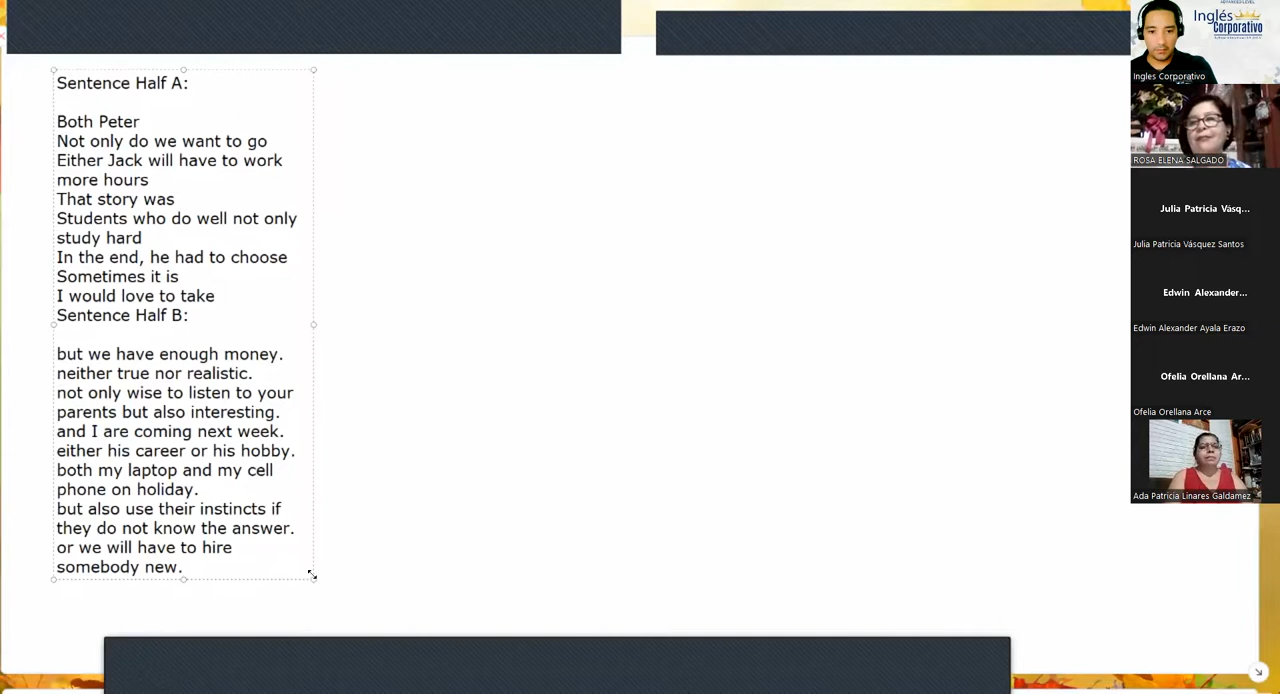 Sentence Half A:
Both Peter
Not only do we want to go
Either Jack will have to work
more hours
That story was
Students who do well not only
study hard
In the end, he had to choose
Sometimes it is
I would love to take
Sentence Half B:
but we have enough money.
neither true nor realistic.
not only wise to listen to your
parents but also interesting.
and I are coming next week.
either his career or his hobby.
both my laptop and my cell
phone on holiday.
but also use their instincts if
they do not know the answer.
or we will have to hire
somebody new.
Inglés
Corporativo
Ingles Corporativo
ROSA ELENA SALGADO
Julia Patricia Vásq...
Julia Patricia Vásquez Santos
Edwin Alexander...
Edwin Alexander Ayala Erazo
Ofelia Orellana Ar...
Ofelia Orellana Arce
Ada Patricia Linares Galdamez